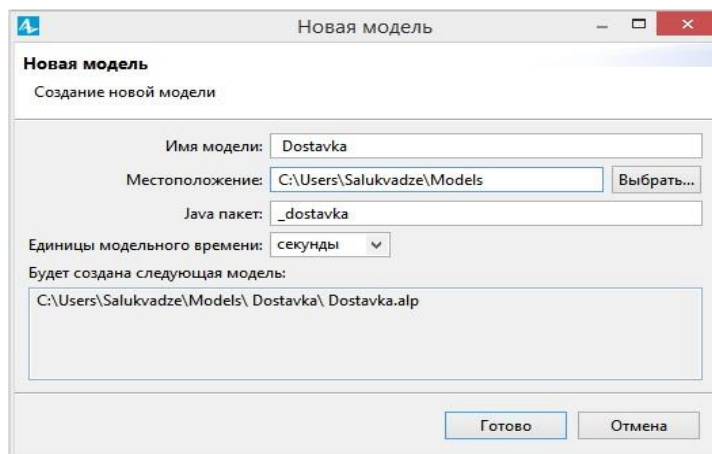 Новая модель
Новая модель
Создание новой модели
Имя модели: Dostavka
Местоположение: C:\Users\Salukvadze\Models Выбрать...
Java пакет: _dostavka
Единицы модельного времени: секунды
Будет создана следующая модель:
C:\Users\Salukvadze\Models\ Dostavka\ Dostavka.alp
Готово Отмена